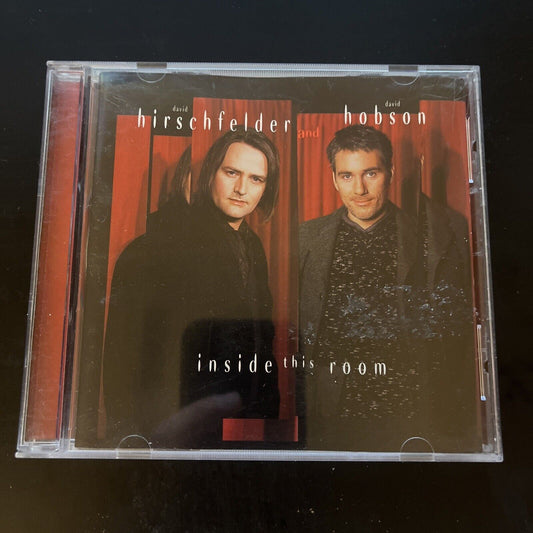 david david
hirschfelder and hobson
inside this room